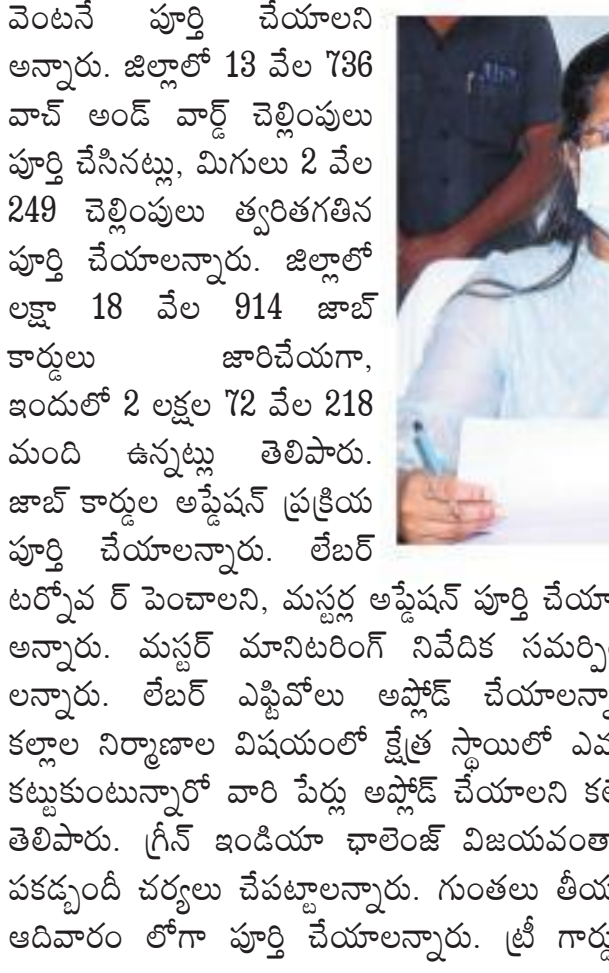 వెంటనే పూర్తి చేయాలని
అన్నారు. జిల్లాలో 13 వేల 736
వాచ్ అండ్ వార్డ్ చెల్లింపులు
పూర్తి చేసినట్లు, మిగులు 2 వేల
249 చెల్లింపులు త్వరితగతిన
పూర్తి చేయాలన్నారు. జిల్లాలో
లక్షా 18 వేల 914 జాబ్
కార్డులు జారిచేయగా,
ఇందులో 2 లక్షల 72 వేల 218
మంది ఉన్నట్లు తెలిపారు.
జాబ్ కార్డుల అప్డేషన్ ప్రక్రియ
పూర్తి చేయాలన్నారు. లేబర్
టర్నోవ ర్ పెంచాలని, మస్టర్ల అప్డేషన్ పూర్తి చేయా
అన్నారు. మస్టర్ మానిటరింగ్ నివేదిక సమర్పి
లన్నారు. లేబర్ ఎఫ్టివోలు అప్లోడ్ చేయాలన్నా
కల్లాల నిర్మాణాల విషయంలో క్షేత్ర స్థాయిలో ఎవ
కట్టుకుంటున్నారో వారి పేర్లు అప్లోడ్ చేయాలని కలె
తెలిపారు. గ్రీన్ ఇండియా ఛాలెంజ్ విజయవంతా
పకడ్బందీ చర్యలు చేపట్టాలన్నారు. గుంతలు తీయ
ఆదివారం లోగా పూర్తి చేయాలన్నారు. ట్రీ గార్డు